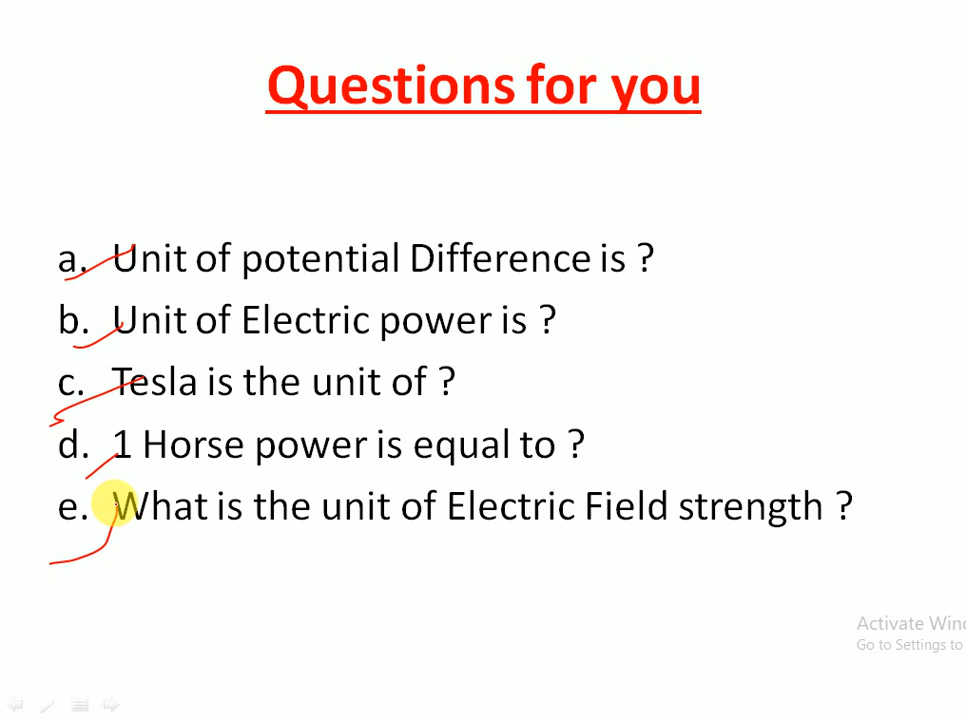 Questions for you
a. Unit of potential Difference is ?
b. Unit of Electric power is ?
c. Tesla is the unit of ?
d. 1 Horse power is equal to ?
e. What is the unit of Electric Field strength ?
Activate Win
Go to Settings to